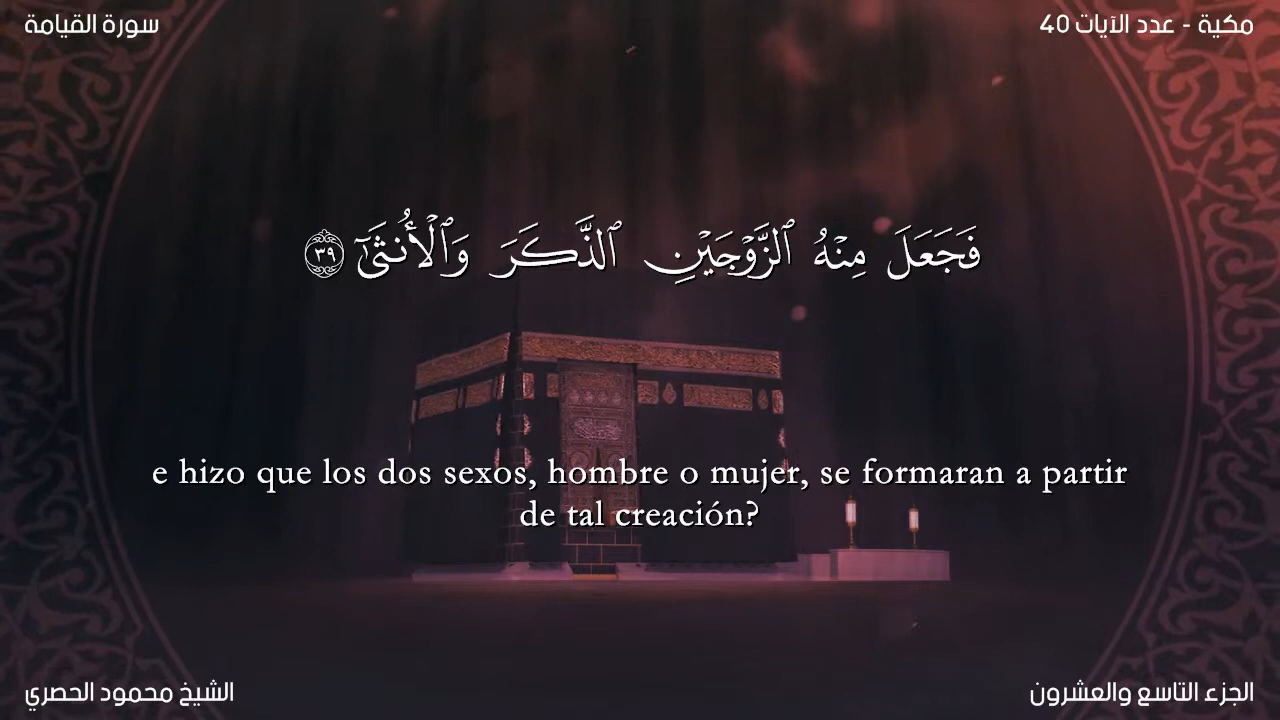 سورة القيامة
مكية - عدد الآيات 40
فَجَعَلَ مِنْهُ ٱلزَّوْجَيْنِ ٱلذَّكَرَ وَٱلْأُنثَىٰٓ ٣٩
e hizo que los dos sexos, hombre o mujer, se formaran a partir
de tal creación?
الشيخ محمود الحصري
الجزء التاسع والعشرون